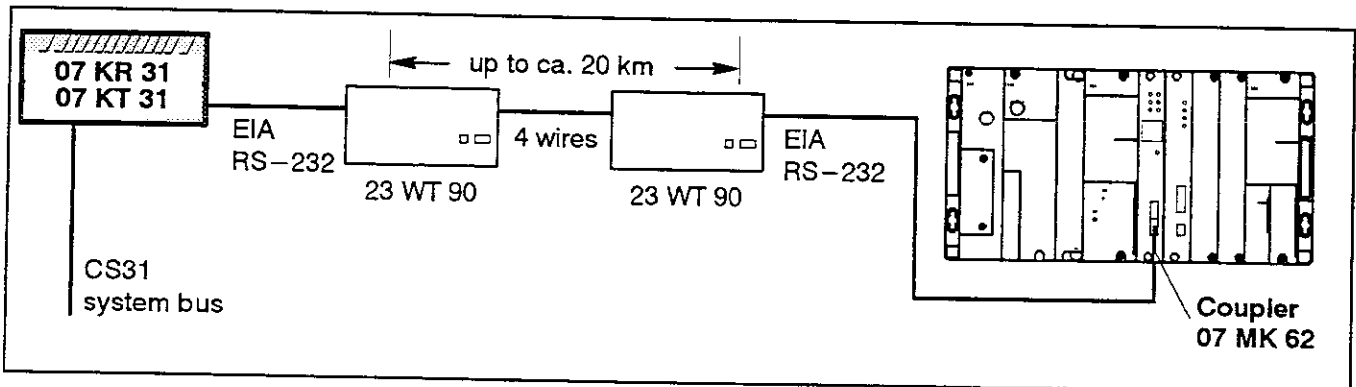 07 KR 31
07 KT 31
up to ca. 20 km
EIA
RS-232
4 wires
EIA
RS-232
23 WT 90
23 WT 90
CS31
system bus
Coupler
07 MK 62